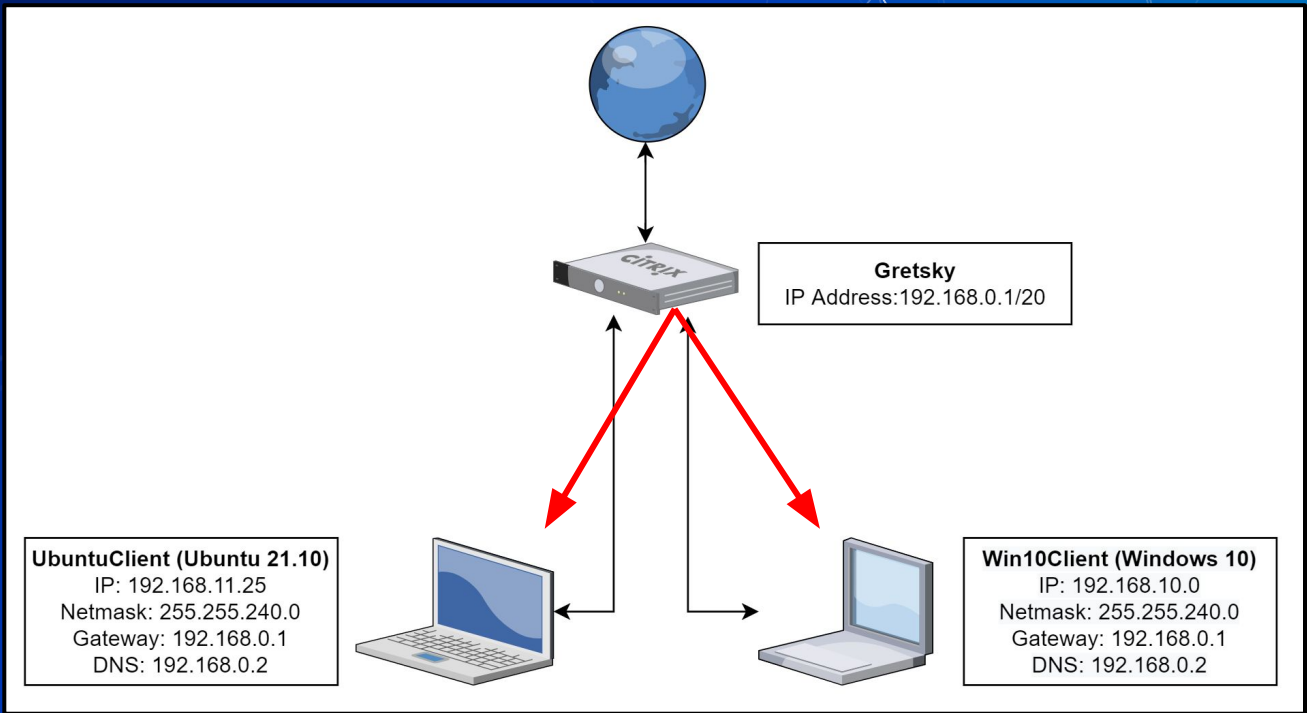 CİTRIX
Gretsky
IP Address:192.168.0.1/20
UbuntuClient (Ubuntu 21.10)
IP: 192.168.11.25
Netmask: 255.255.240.0
Gateway: 192.168.0.1
DNS: 192.168.0.2
Win10Client (Windows 10)
IP: 192.168.10.0
Netmask: 255.255.240.0
Gateway: 192.168.0.1
DNS: 192.168.0.2